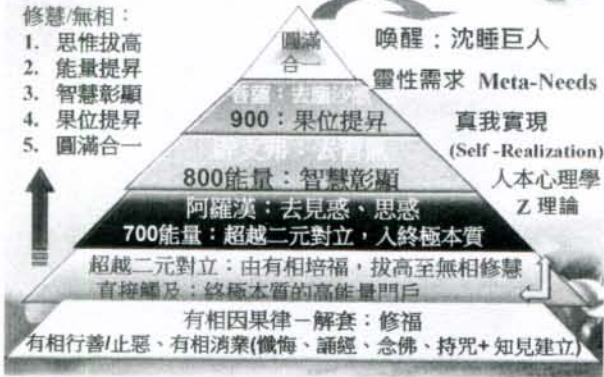 修慧/無相：
1. 思惟拔高
2. 能量提昇
3. 智慧彰顯
4. 果位提昇
5. 圓滿合一
圓滿
合一
喚醒：沈睡巨人
靈性需求 Meta-Needs
真我實現
(Self -Realization)
人本心理學
Z 理論
900：果位提昇
800能量：智慧彰顯
阿羅漢：去見惑、思惑
700能量：超越二元對立，入終極本質
超越二元對立：由有相培福，拔高至無相修慧
直接觸及：終極本質的高能量門戶
有相因果律－解套：修福
有相行善/止惡、有相消業(懺悔、誦經、念佛、持咒+ 知見建立)